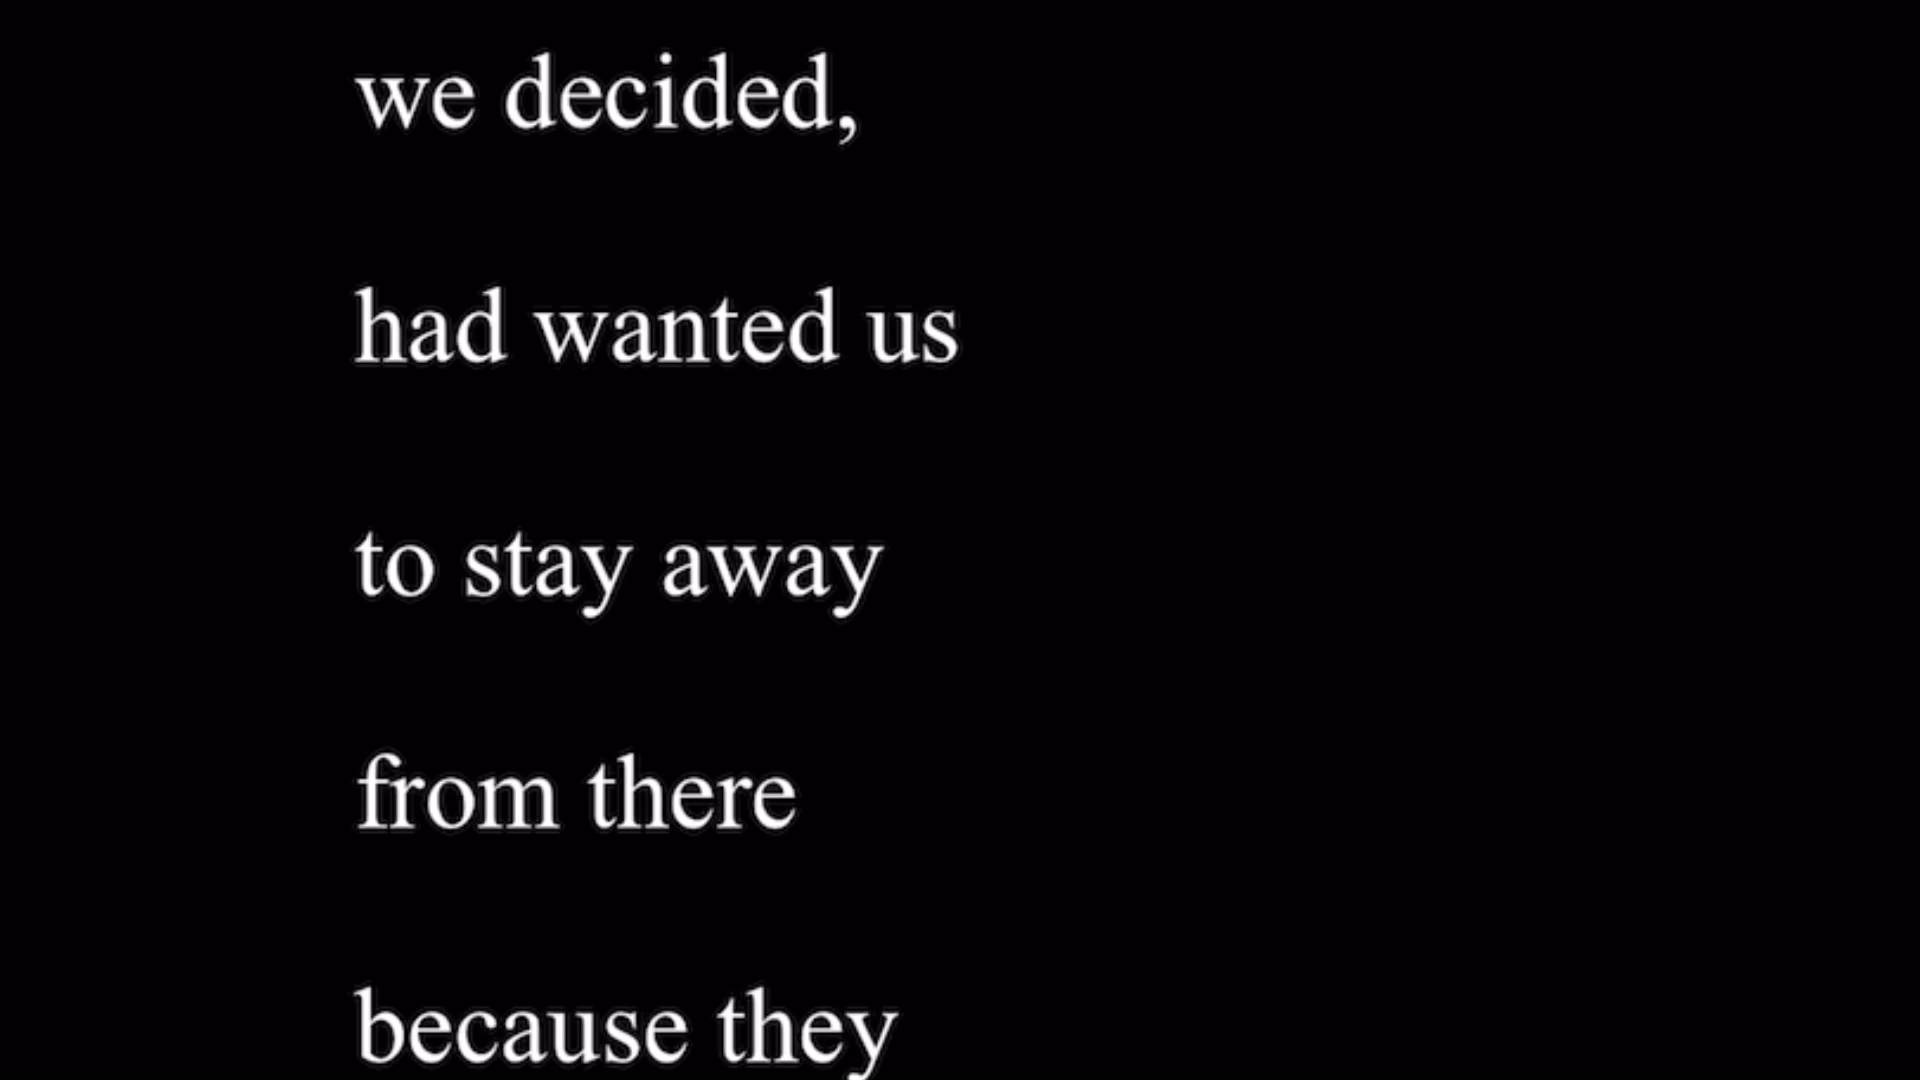 we decided,
had wanted us
to stay away
from there
because they